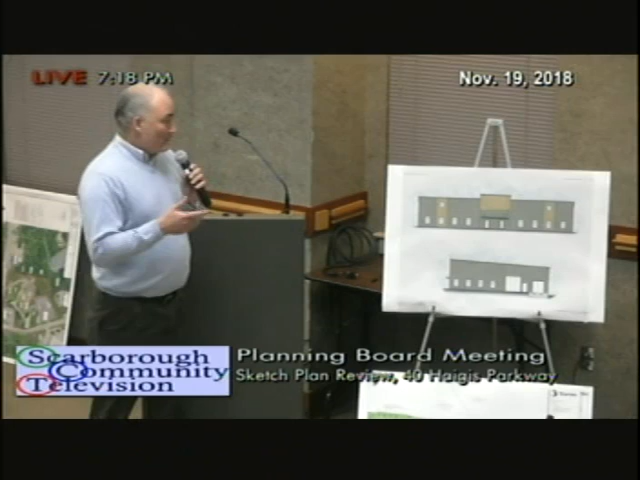 LIVE 7:18 PM
Nov. 19, 2018
Scarborough
Community
Television
Planning Board Meeting
Sketch Plan Review, 40 Haigis Parkway